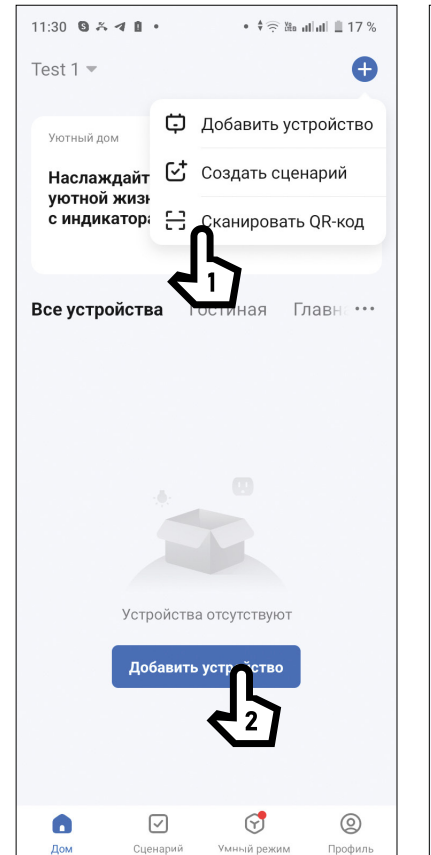 11:30 17 %
Test 1
Добавить устройство
Уютный дом
Создать сценарий
Наслаждайт
уютной жизн
с индикатора
Сканировать QR-код
1
Все устройства Гостиная Главн ...
Устройства отсутствуют
Добавить устройство
2
Дом Сценарий Умный режим Профиль